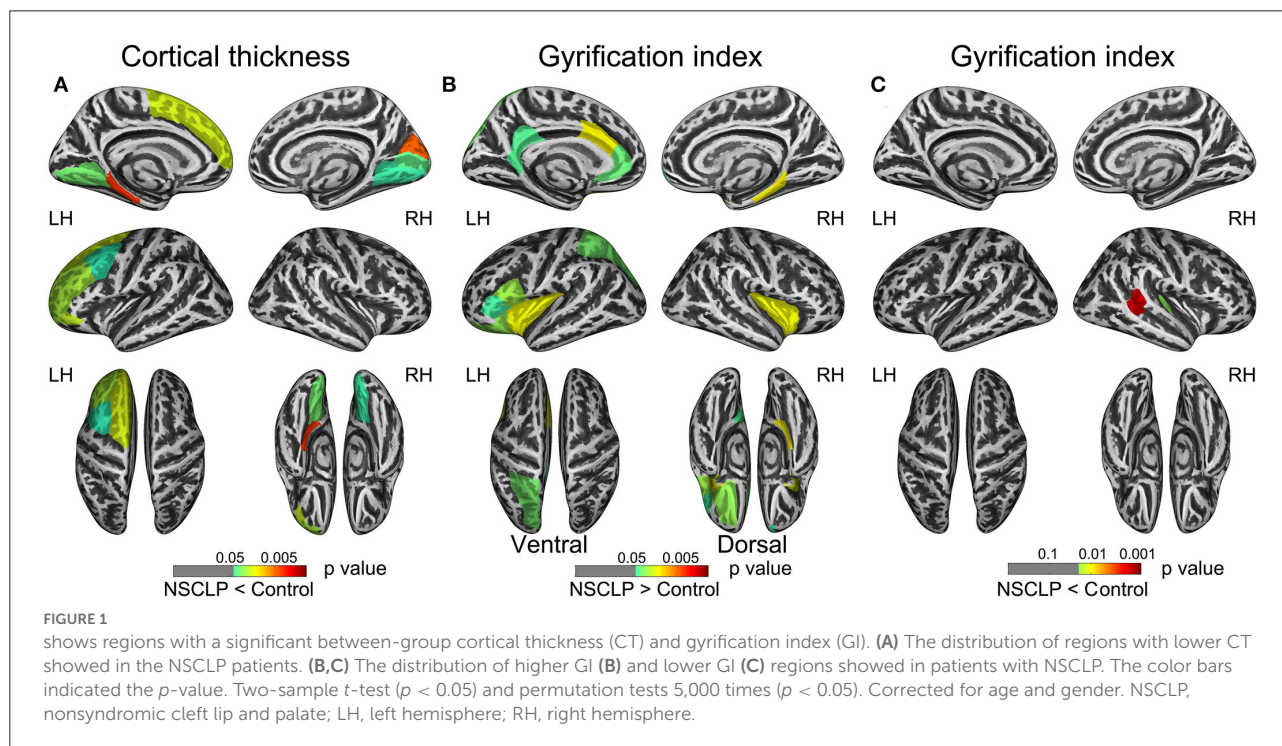 Cortical thickness
Gyrification index
Gyrification index
A
B
C
LH
RH
LH
RH
LH
RH
LH
RH
Ventral
Dorsal
0.05 0.005
p value
NSCLP < Control
0.05 0.005
p value
NSCLP > Control
0.1 0.01 0.001
p value
NSCLP < Control
FIGURE 1
shows regions with a significant between-group cortical thickness (CT) and gyrification index (GI). (A) The distribution of regions with lower CT
showed in the NSCLP patients. (B,C) The distribution of higher GI (B) and lower GI (C) regions showed in patients with NSCLP. The color bars
indicated the p-value. Two-sample t-test (p < 0.05) and permutation tests 5,000 times (p < 0.05). Corrected for age and gender. NSCLP,
nonsyndromic cleft lip and palate; LH, left hemisphere; RH, right hemisphere.